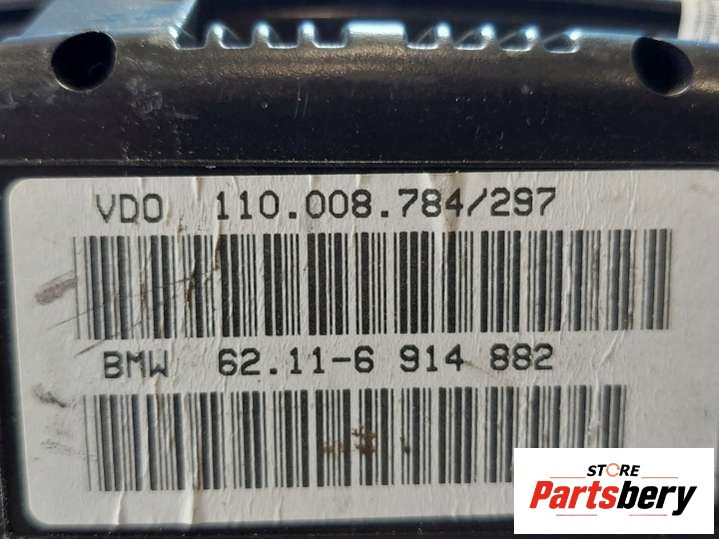 VDO 110.008.784/297
BMW 62.11-6 914 882
STORE
Partsbery